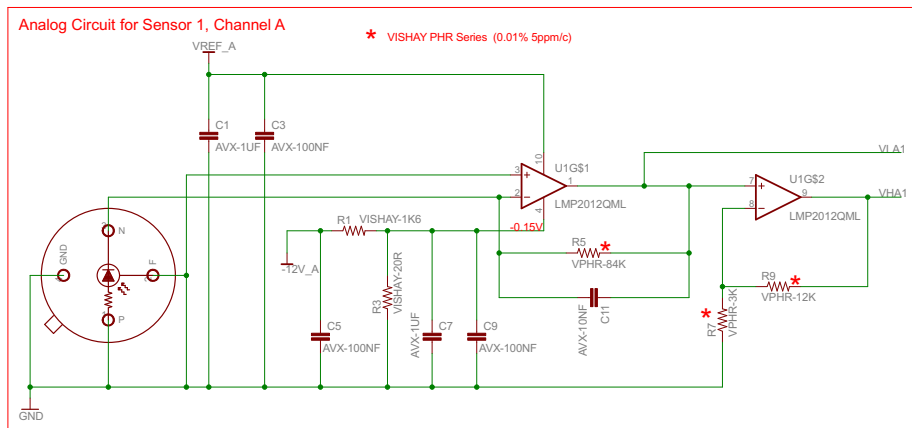 Analog Circuit for Sensor 1, Channel A
* VISHAY PHR Series (0.01% 5ppm/c)
VREF_A
C1
AVX-1UF
C3
AVX-100NF
VLA1
10
U1G$1
3
+
1
2
-
4
LMP2012QML
-0.15V
U1G$2
7
+
9
8
-
LMP2012QML
VHA1
R1
VISHAY-1K6
-12V_A
R3
VISHAY-20R
R5
*
VPHR-84K
AVX-10NF
C11
R9
*
VPHR-12K
*
R7
VPHR-3K
C5
AVX-100NF
C7
AVX-1UF
C9
AVX-100NF
N
GND
F
P
1
GND